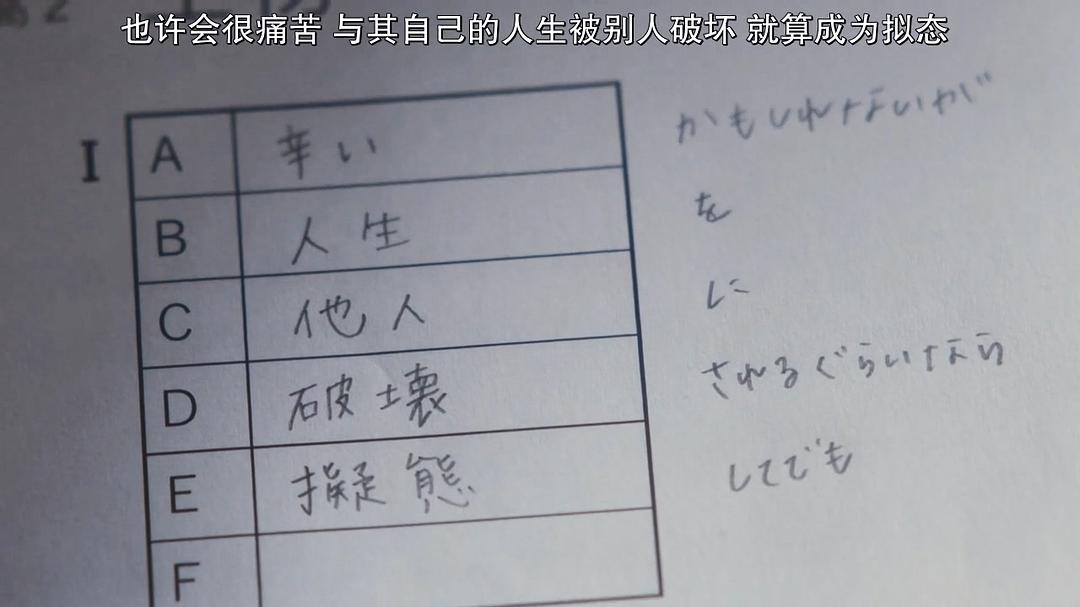 也许会很痛苦 与其自己的人生被别人破坏 就算成为拟态
I
A 辛い かもしれないが
B 人生 を
C 他人 に
D 破壊 されるぐらいなら
E 擬態 してでも
F